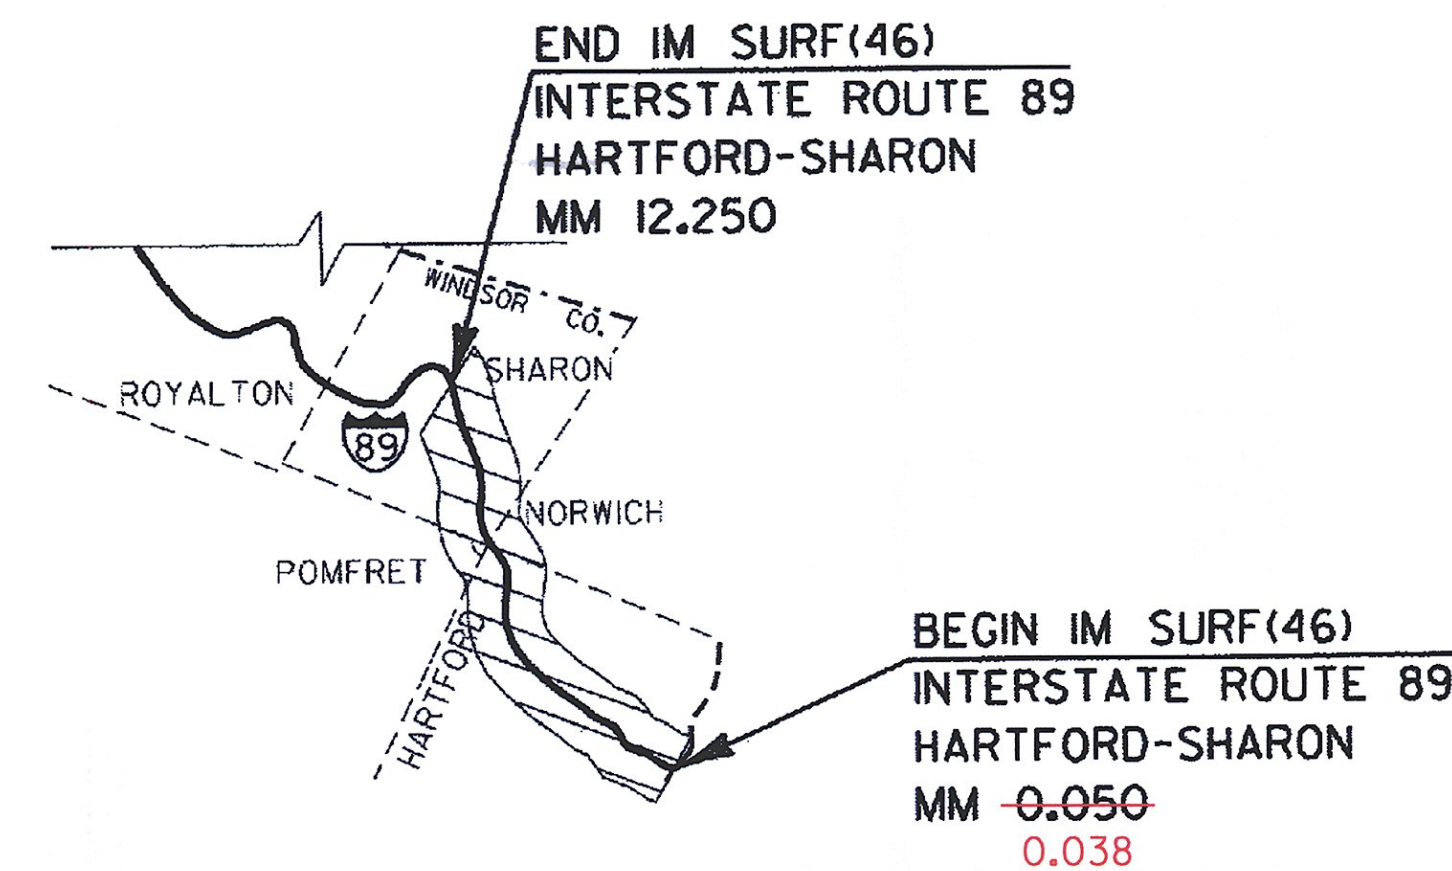 END IM SURF(46)
INTERSTATE ROUTE 89
HARTFORD-SHARON
MM 12.250
WINDSOR CO.
SHARON
ROYALTON
89
NORWICH
POMFRET
HARTFORD
BEGIN IM SURF(46)
INTERSTATE ROUTE 89
HARTFORD-SHARON
MM 0.050
0.038